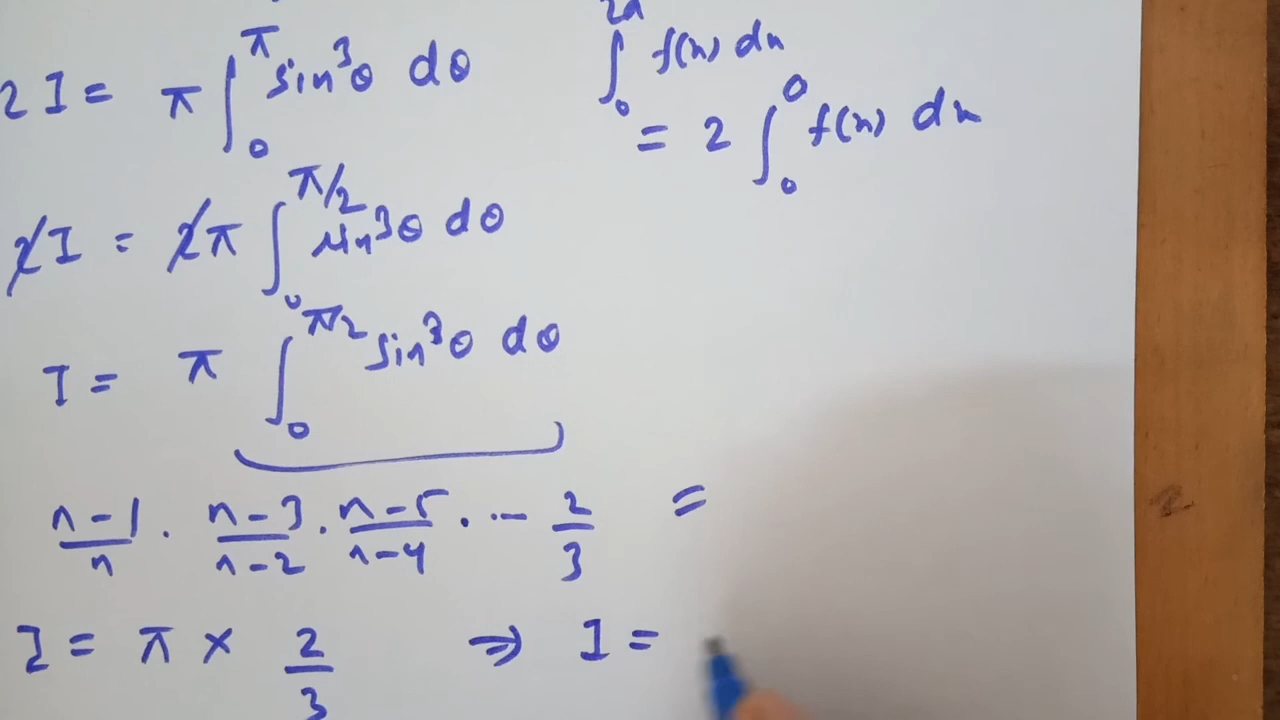 2 I = π ∫₀^π sin³θ dθ
∫₀^2a f(x) dx
= 2 ∫₀^a f(x) dx
2I = 2π ∫₀^π/2 sin³θ dθ
I = π ∫₀^π/2 sin³θ dθ
n-1/n . n-3/n-2 . n-5/n-4 . ... 2/3 =
I = π × 2/3 ⇒ I =